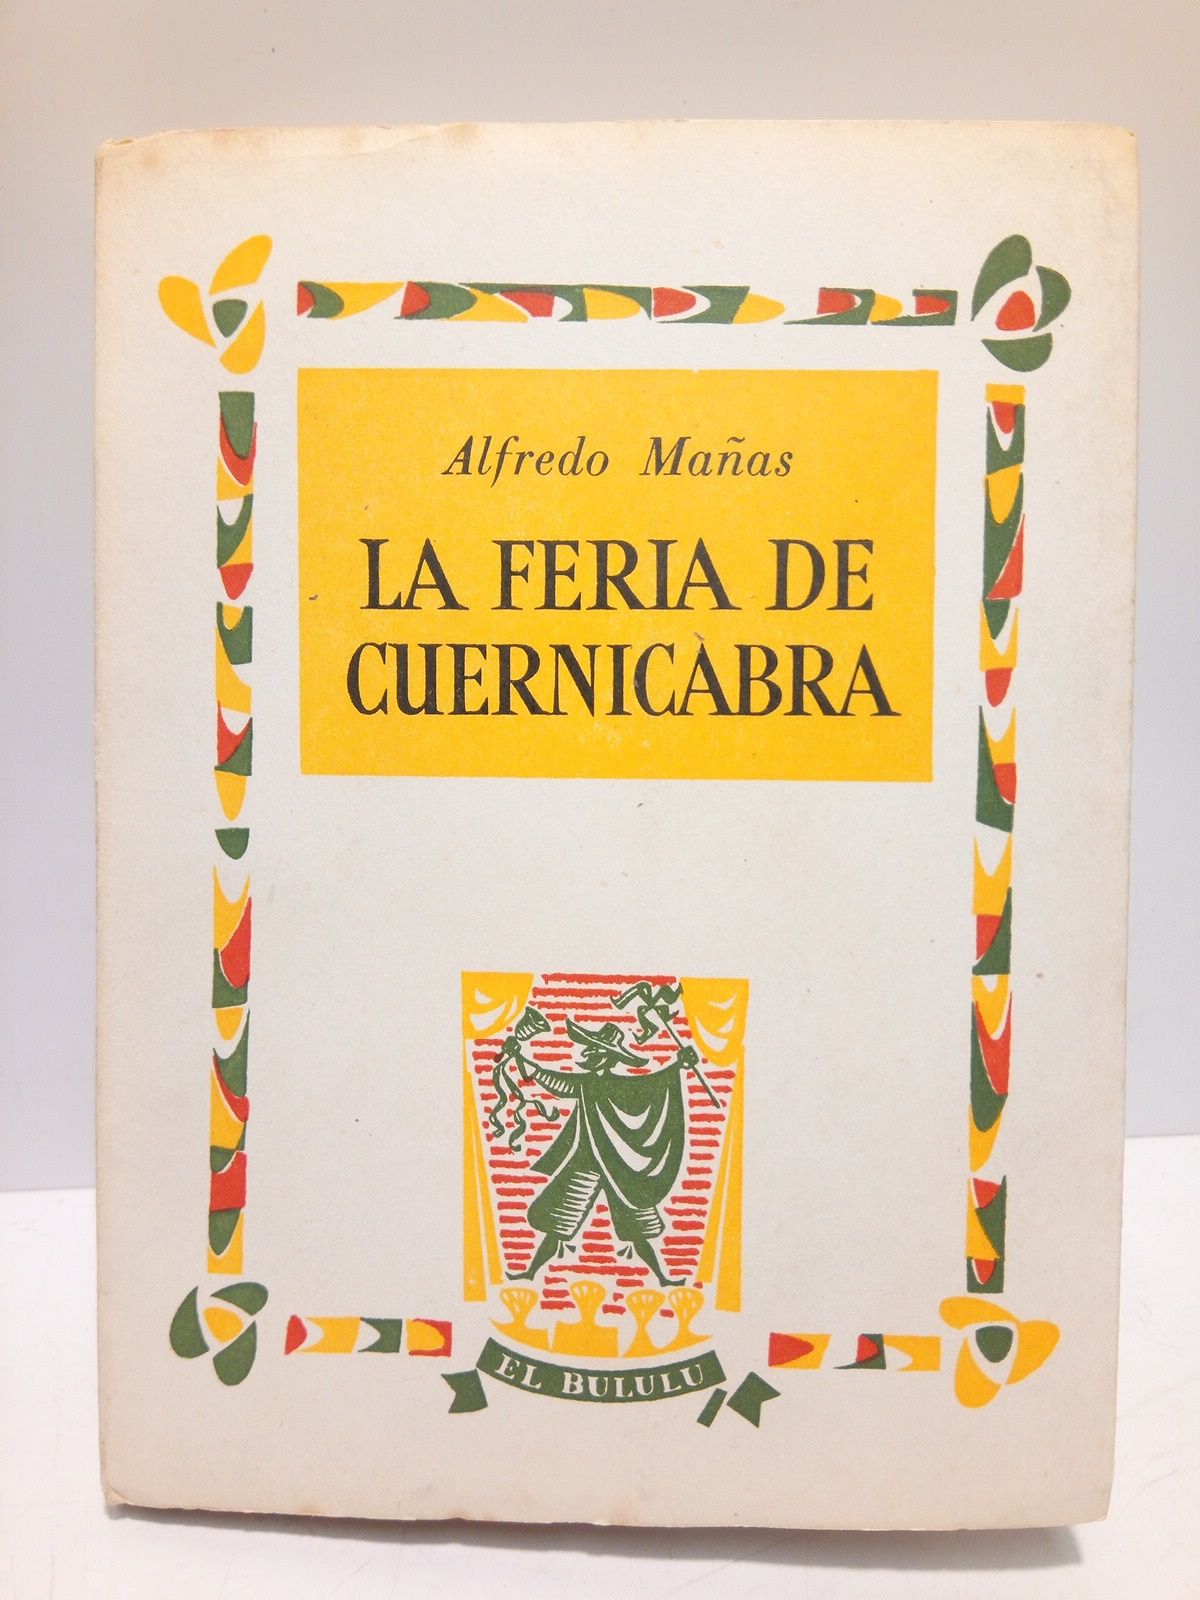 Alfredo Mañas
LA FERIA DE
CUERNICABRA
EL BULULU